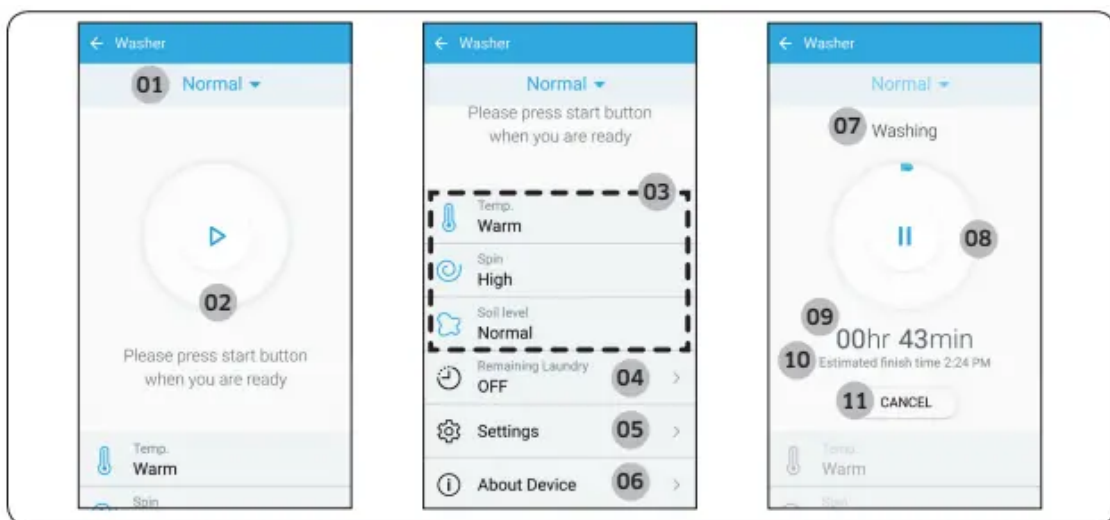 ← Washer
01 Normal
02
Please press start button
when you are ready
Temp.
Warm
Spin
← Washer
Normal
Please press start button
when you are ready
03
Temp.
Warm
Spin
High
Soil level
Normal
Remaining Laundry
OFF
04
Settings 05
About Device 06
← Washer
Normal
07 Washing
08
09
00hr 43min
10 Estimated finish time 2:24 PM
11 CANCEL
Temp.
Warm
Spin